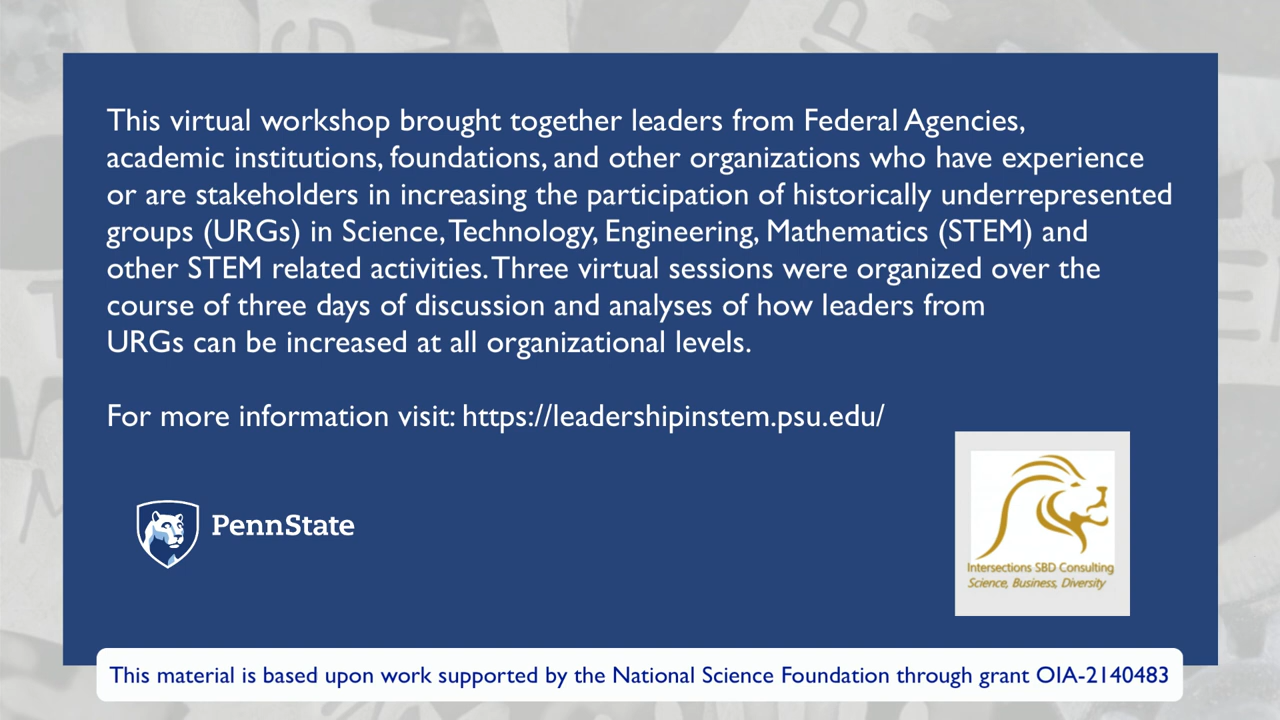 This virtual workshop brought together leaders from Federal Agencies,
academic institutions, foundations, and other organizations who have experience
or are stakeholders in increasing the participation of historically underrepresented
groups (URGs) in Science, Technology, Engineering, Mathematics (STEM) and
other STEM related activities. Three virtual sessions were organized over the
course of three days of discussion and analyses of how leaders from
URGs can be increased at all organizational levels.
For more information visit: https://leadershipinstem.psu.edu/
PennState
Intersections SBD Consulting
Science, Business, Diversity
This material is based upon work supported by the National Science Foundation through grant OIA-2140483